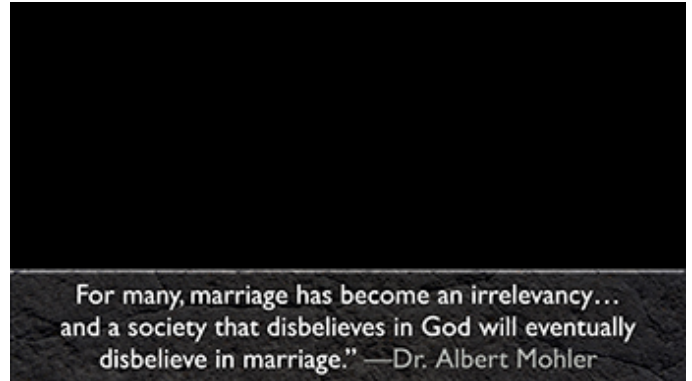 For many, marriage has become an irrelevancy…
and a society that disbelieves in God will eventually
disbelieve in marriage.” —Dr. Albert Mohler